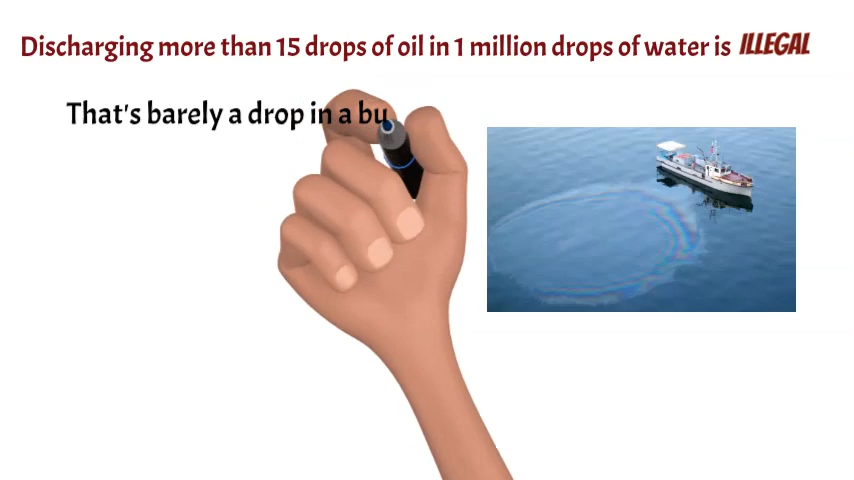 Discharging more than 15 drops of oil in 1 million drops of water is ILLEGAL
That's barely a drop in a bu